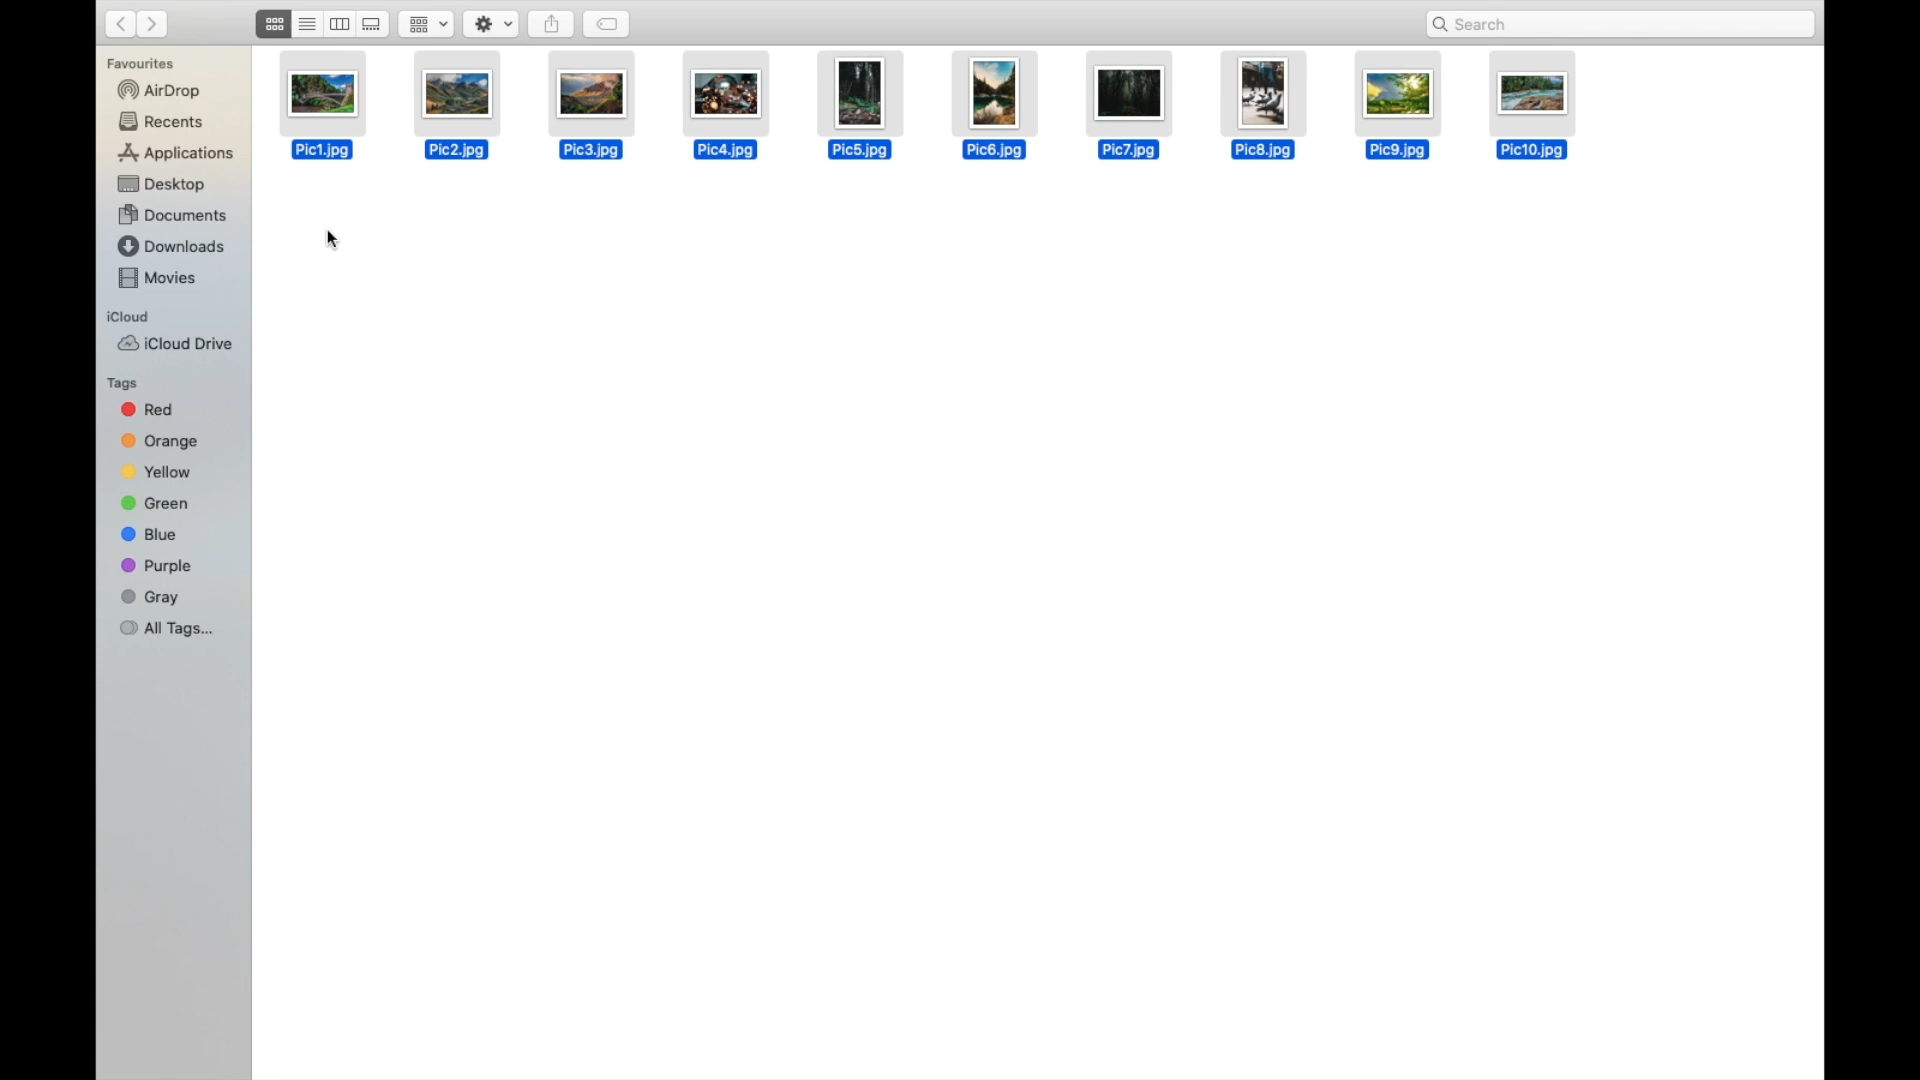 Search
Favourites
AirDrop
Recents
Applications
Desktop
Documents
Downloads
Movies
iCloud
iCloud Drive
Tags
Red
Orange
Yellow
Green
Blue
Purple
Gray
All Tags...
Pic1.jpg Pic2.jpg Pic3.jpg Pic4.jpg Pic5.jpg Pic6.jpg Pic7.jpg Pic8.jpg Pic9.jpg Pic10.jpg